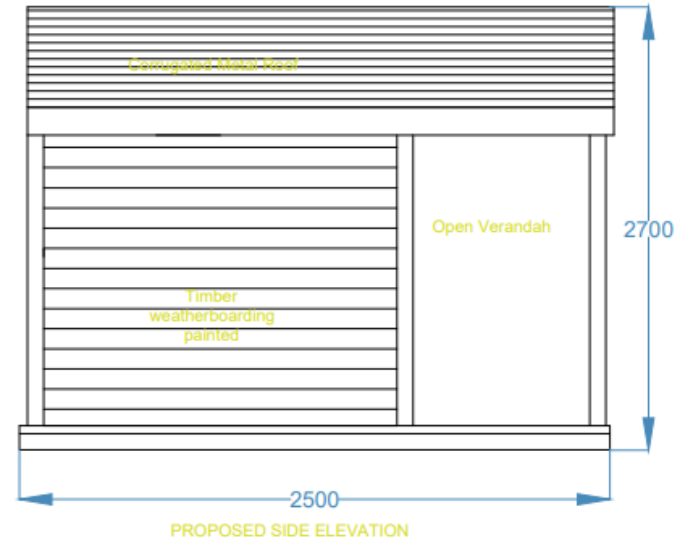 Corrugated Metal Roof
Open Verandah
2700
Timber
weatherboarding
painted
2500
PROPOSED SIDE ELEVATION